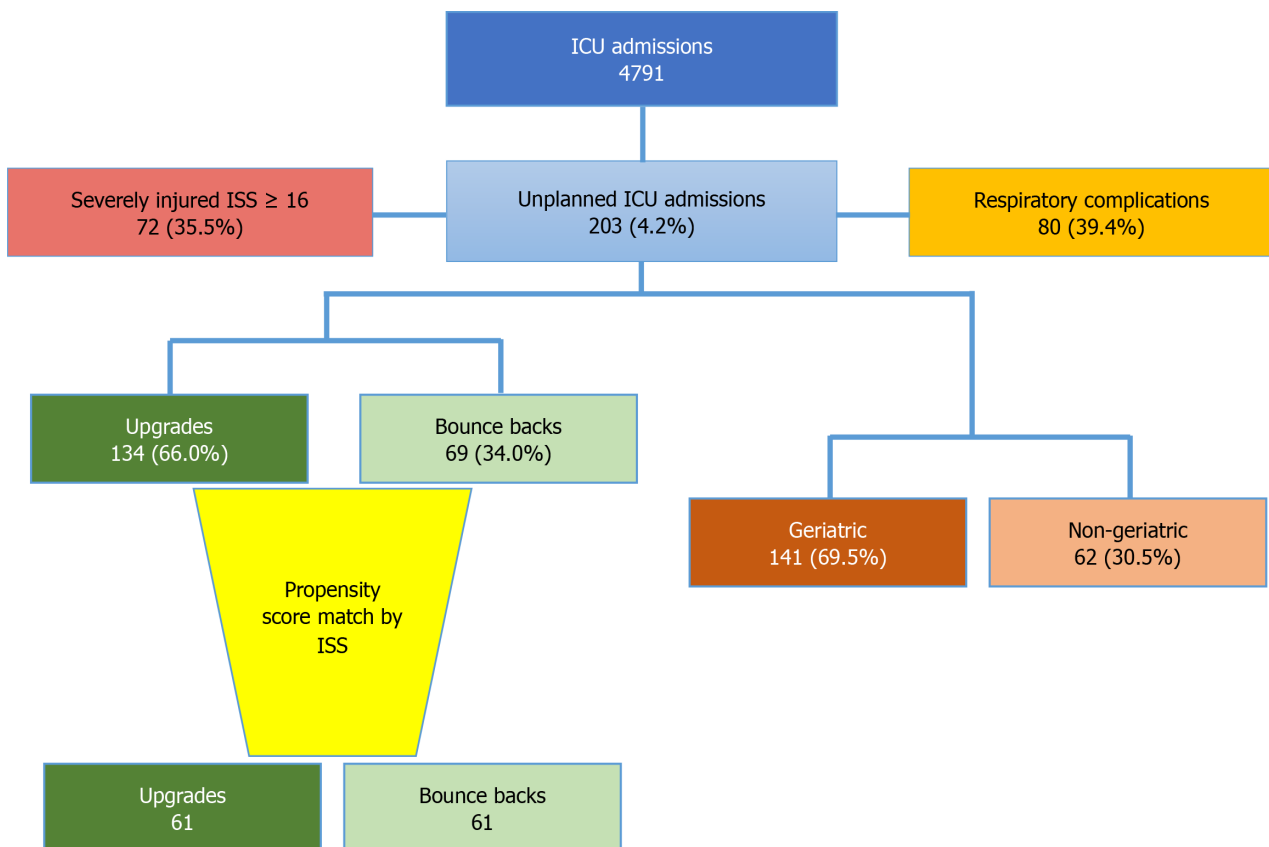 ICU admissions
4791
Severely injured ISS ≥ 16
72 (35.5%)
Unplanned ICU admissions
203 (4.2%)
Respiratory complications
80 (39.4%)
Upgrades
134 (66.0%)
Bounce backs
69 (34.0%)
Geriatric
141 (69.5%)
Non-geriatric
62 (30.5%)
Propensity
score match by
ISS
Upgrades
61
Bounce backs
61